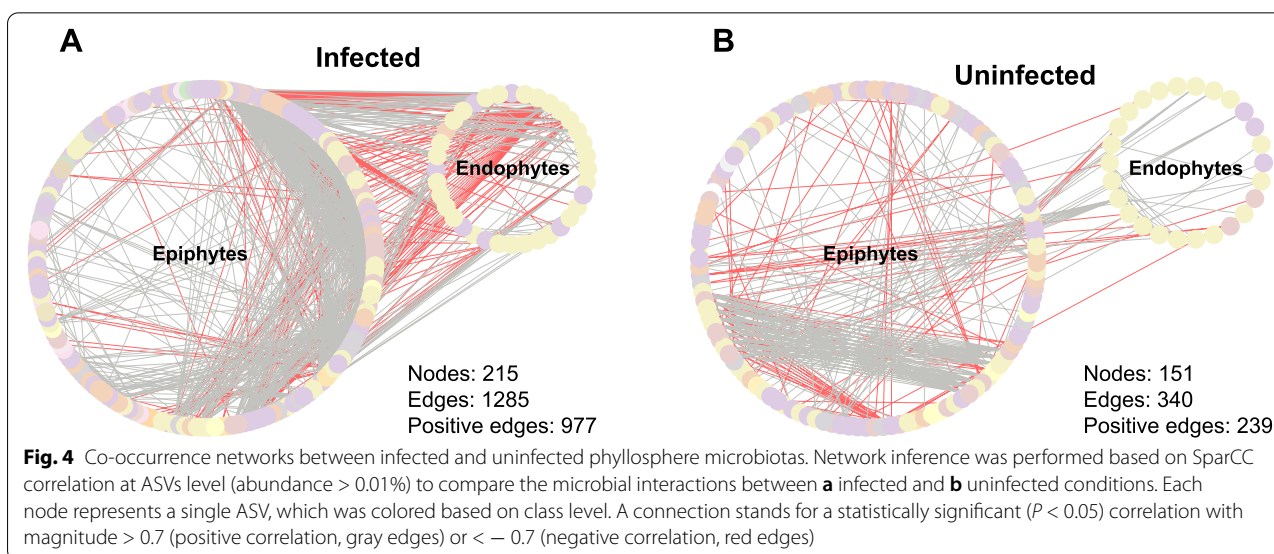 A
Infected
Epiphytes
Endophytes
Nodes: 215
Edges: 1285
Positive edges: 977
B
Uninfected
Epiphytes
Endophytes
Nodes: 151
Edges: 340
Positive edges: 239
Fig. 4 Co-occurrence networks between infected and uninfected phyllosphere microbiotas. Network inference was performed based on SparCC
correlation at ASVs level (abundance > 0.01%) to compare the microbial interactions between a infected and b uninfected conditions. Each
node represents a single ASV, which was colored based on class level. A connection stands for a statistically significant (P < 0.05) correlation with
magnitude > 0.7 (positive correlation, gray edges) or < − 0.7 (negative correlation, red edges)